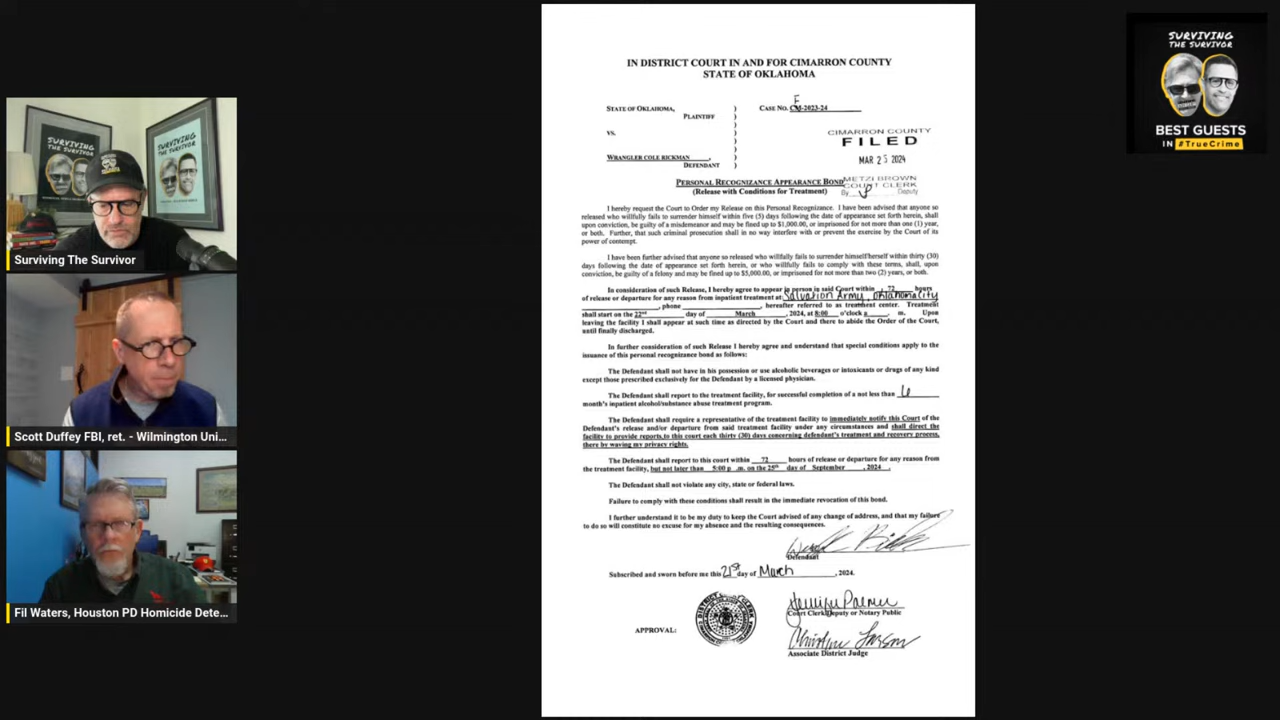 IN DISTRICT COURT IN AND FOR CIMARRON COUNTY
STATE OF OKLAHOMA
STATE OF OKLAHOMA,
PLAINTIFF
VS.
WRANGLER COLE RICKMAN,
DEFENDANT
CASE NO. CF-2023-24
CIMARRON COUNTY
FILED
MAR 25 2024
METZI BROWN
COURT CLERK
By Deputy
PERSONAL RECOGNIZANCE APPEARANCE BOND
(Release with Conditions for Treatment)
I hereby request the Court to Order my Release on this Personal Recognizance. I have been advised that anyone so
released who willfully fails to surrender himself within five (5) days following the date of appearance set forth herein, shall
upon conviction, be guilty of a misdemeanor and may be fined up to $1,000.00, or imprisoned for not more than one (1) year,
or both. Further, that such criminal prosecution shall in no way interfere with or prevent the exercise by the Court of its
power of contempt.
I have been further advised that anyone so released who willfully fails to surrender himself/herself within thirty (30)
days following the date of appearance set forth herein, or who willfully fails to comply with these terms, shall, upon
conviction, be guilty of a felony and may be fined up to $5,000.00, or imprisoned for not more than two (2) years, or both.
In consideration of such Release, I hereby agree to appear in person in said Court within 72 hours
of release or departure for any reason from inpatient treatment at Salvation Army, Oklahoma City
, phone , hereafter referred to as treatment center. Treatment
shall start on the 22nd day of March, 2024, at 8:00 o'clock a. m. Upon
leaving the facility I shall appear at such time as directed by the Court and there to abide the Order of the Court,
until finally discharged.
In further consideration of such Release I hereby agree and understand that special conditions apply to the
issuance of this personal recognizance bond as follows:
The Defendant shall not have in his possession or use alcoholic beverages or intoxicants or drugs of any kind
except those prescribed exclusively for the Defendant by a licensed physician.
The Defendant shall report to the treatment facility, for successful completion of a not less than 6
month's inpatient alcohol/substance abuse treatment program.
The Defendant shall require a representative of the treatment facility to immediately notify this Court of the
Defendant's release and/or departure from said treatment facility under any circumstances and shall direct the
facility to provide reports to this court each thirty (30) days concerning defendant's treatment and recovery process,
there by waving my privacy rights.
The Defendant shall report to this court within 72 hours of release or departure for any reason from
the treatment facility, but not later than 5:00 p .m. on the 25th day of September, 2024.
The Defendant shall not violate any city, state or federal laws.
Failure to comply with these conditions shall result in the immediate revocation of this bond.
I further understand it to be my duty to keep the Court advised of any change of address, and that my failure
to do so will constitute no excuse for my absence and the resulting consequences.
Defendant
Subscribed and sworn before me this 21st day of March, 2024.
Jennifer Palmer
Court Clerk/Deputy or Notary Public
APPROVAL:
Christine Larson
Associate District Judge
Surviving The Survivor
Scott Duffey FBI, ret. - Wilmington Uni...
Fil Waters, Houston PD Homicide Dete...
SURVIVING
THE SURVIVOR
BEST GUESTS
IN #TrueCrime
SURVIVING
THE SURVIVOR